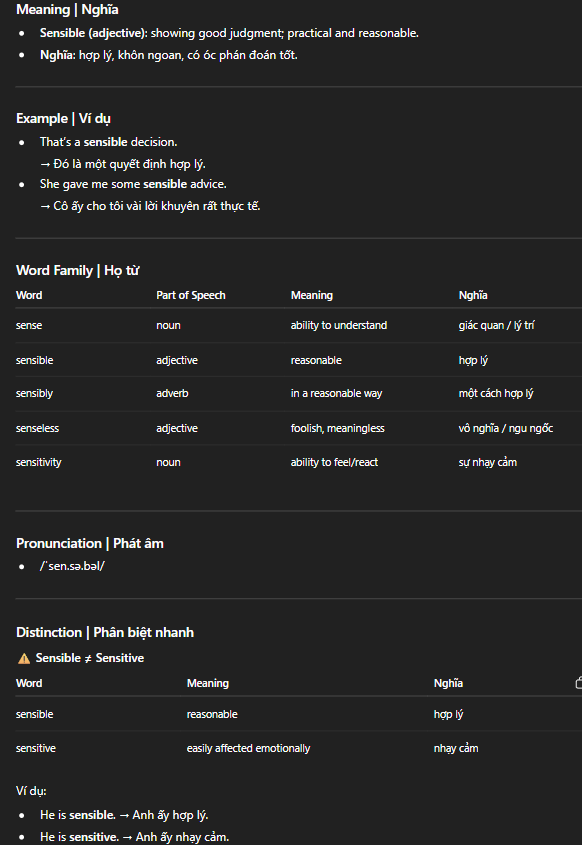 Meaning | Nghĩa
• Sensible (adjective): showing good judgment; practical and reasonable.
• Nghĩa: hợp lý, khôn ngoan, có óc phán đoán tốt.
Example | Ví dụ
• That's a sensible decision.
→ Đó là một quyết định hợp lý.
• She gave me some sensible advice.
→ Cô ấy cho tôi vài lời khuyên rất thực tế.
Word Family | Họ từ
Word Part of Speech Meaning Nghĩa
sense noun ability to understand giác quan / lý trí
sensible adjective reasonable hợp lý
sensibly adverb in a reasonable way một cách hợp lý
senseless adjective foolish, meaningless vô nghĩa / ngu ngốc
sensitivity noun ability to feel/react sự nhạy cảm
Pronunciation | Phát âm
• /ˈsen.sə.bəl/
Distinction | Phân biệt nhanh
⚠️ Sensible ≠ Sensitive
Word Meaning Nghĩa
sensible reasonable hợp lý
sensitive easily affected emotionally nhạy cảm
Ví dụ:
• He is sensible. → Anh ấy hợp lý.
• He is sensitive. → Anh ấy nhạy cảm.